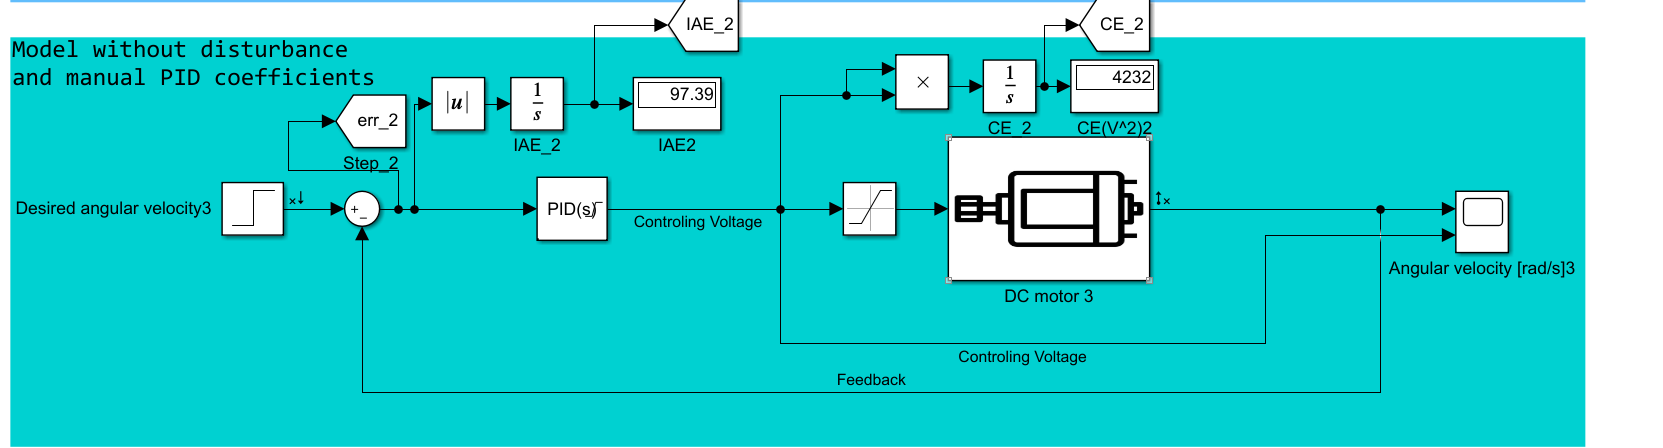 IAE_2
CE_2
Model without disturbance
and manual PID coefficients
err_2
Step_2
|u|
1
s
IAE_2
97.39
IAE2
×
1
s
CE_2
4232
CE(V^2)2
Desired angular velocity3
+
−
PID(s)
Controling Voltage
DC motor 3
Angular velocity [rad/s]3
Controling Voltage
Feedback